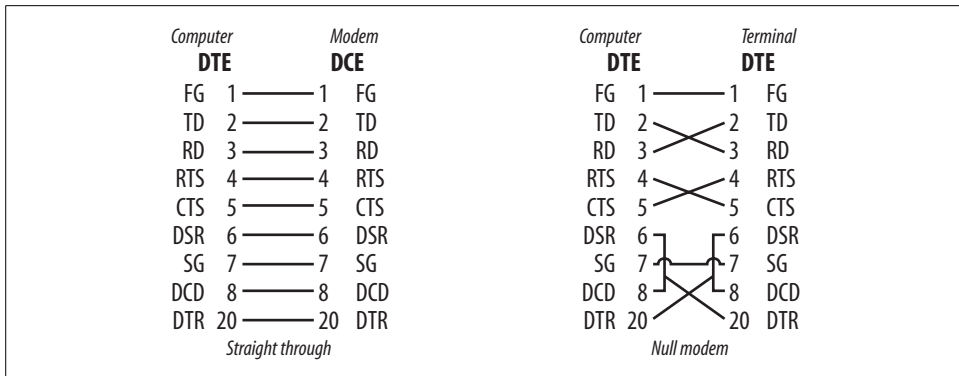 Computer Modem Computer Terminal
DTE DCE DTE DTE
FG 1 1 FG FG 1 1 FG
TD 2 2 TD TD 2 2 TD
RD 3 3 RD RD 3 3 RD
RTS 4 4 RTS RTS 4 4 RTS
CTS 5 5 CTS CTS 5 5 CTS
DSR 6 6 DSR DSR 6 6 DSR
SG 7 7 SG SG 7 7 SG
DCD 8 8 DCD DCD 8 8 DCD
DTR 20 20 DTR DTR 20 20 DTR
Straight through Null modem